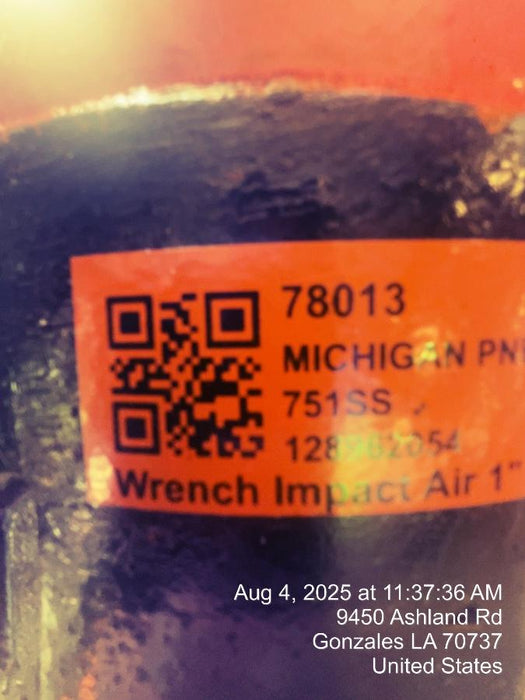 78013
MICHIGAN PN
751SS
Wrench Impact Air 1"
Aug 4, 2025 at 11:37:36 AM
9450 Ashland Rd
Gonzales LA 70737
United States